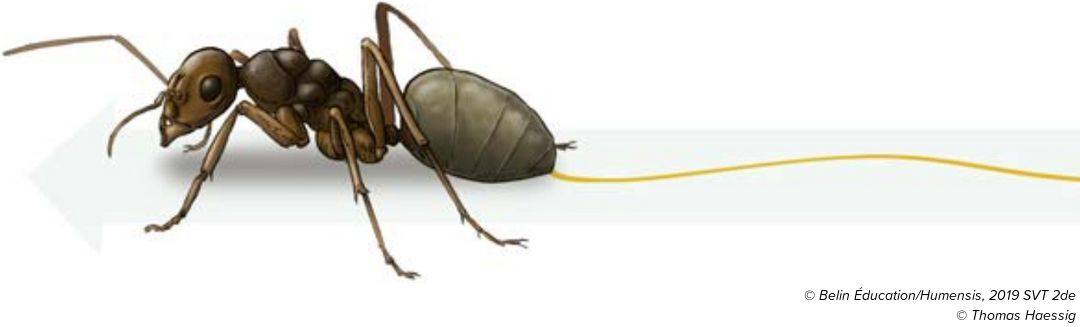 © Belin Éducation/Humensis, 2019 SVT 2de
© Thomas Haessig